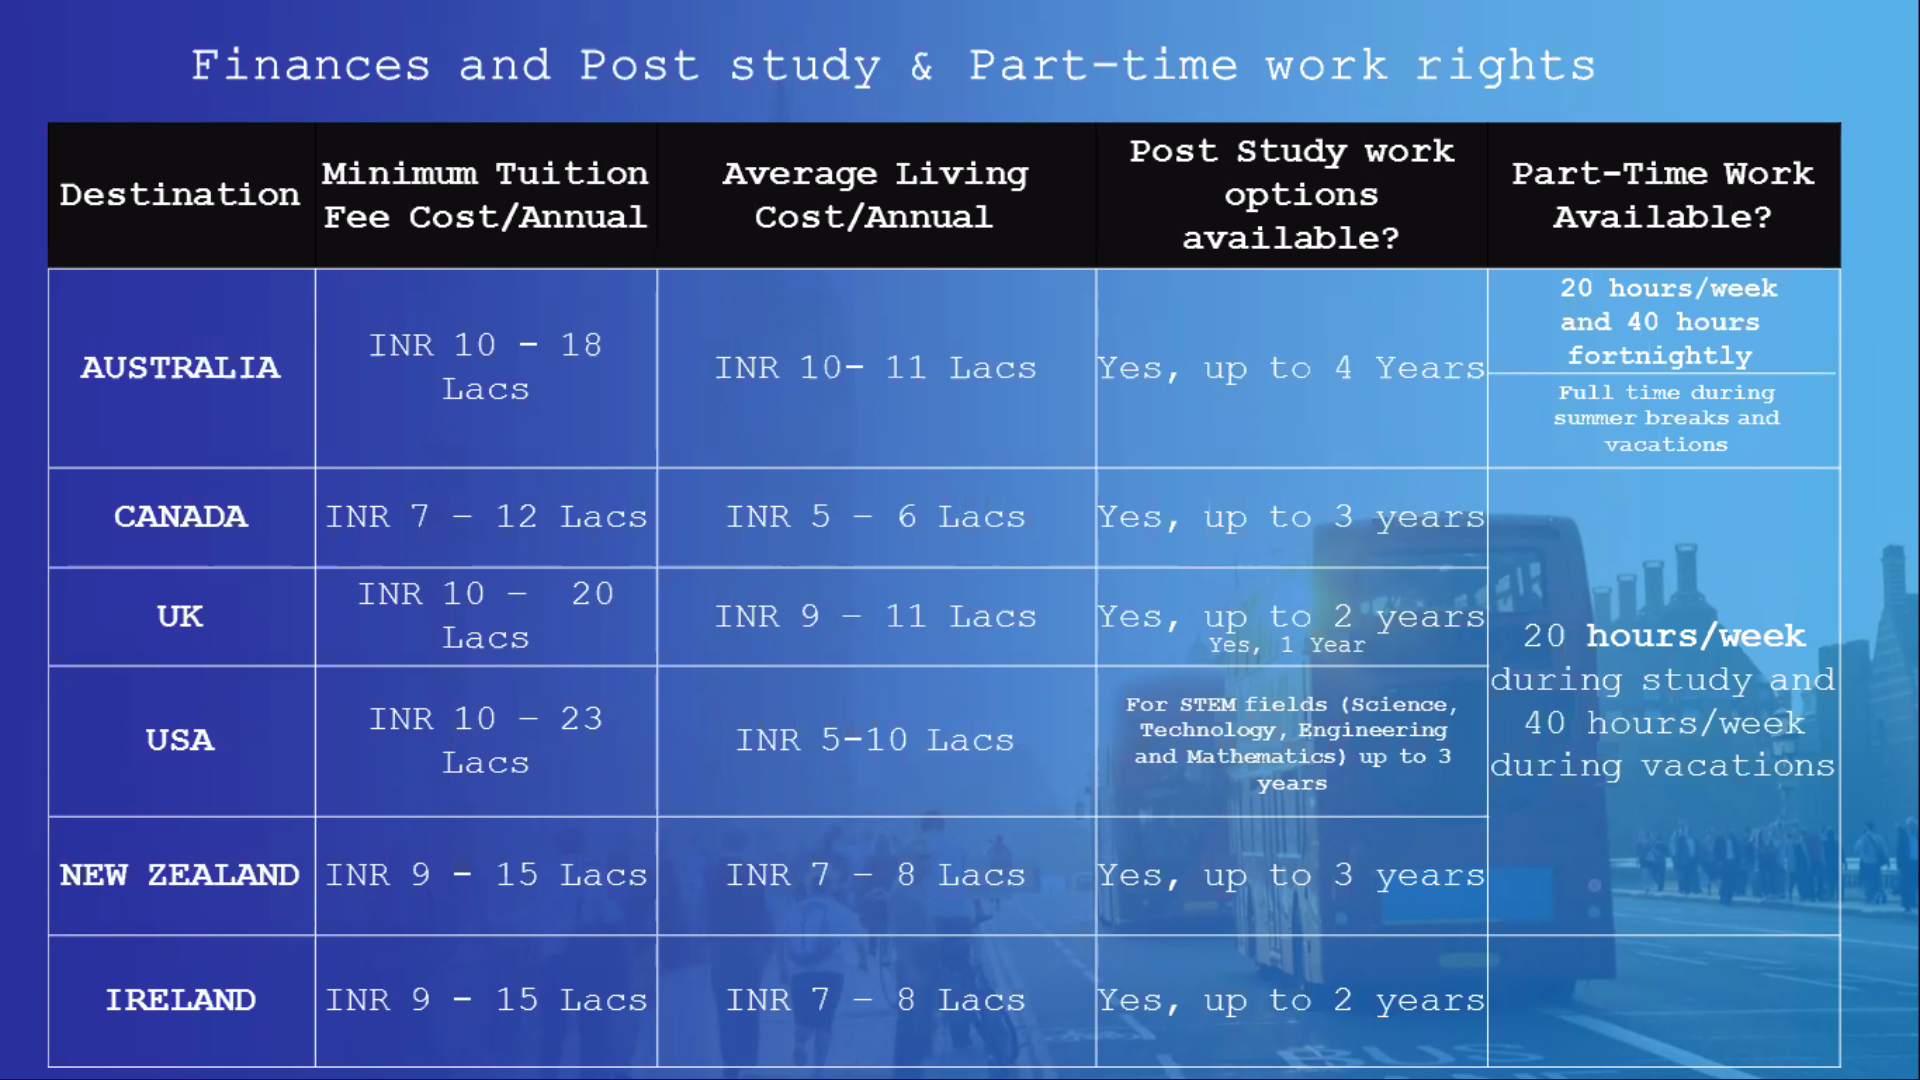 Finances and Post study & Part-time work rights
Destination
Minimum Tuition
Fee Cost/Annual
Average Living
Cost/Annual
Post Study work
options
available?
Part-Time Work
Available?
AUSTRALIA
INR 10 - 18
Lacs
INR 10- 11 Lacs
Yes, up to 4 Years
20 hours/week
and 40 hours
fortnightly
Full time during
summer breaks and
vacations
CANADA
INR 7 – 12 Lacs
INR 5 – 6 Lacs
Yes, up to 3 years
UK
INR 10 – 20
Lacs
INR 9 – 11 Lacs
Yes, up to 2 years
Yes, 1 Year
USA
INR 10 – 23
Lacs
INR 5-10 Lacs
For STEM fields (Science,
Technology, Engineering
and Mathematics) up to 3
years
20 hours/week
during study and
40 hours/week
during vacations
NEW ZEALAND
INR 9 - 15 Lacs
INR 7 – 8 Lacs
Yes, up to 3 years
IRELAND
INR 9 - 15 Lacs
INR 7 – 8 Lacs
Yes, up to 2 years
BUS